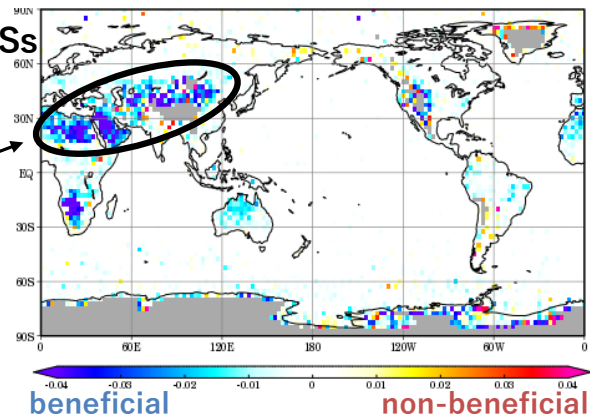 90N
Ss
60N
30N
EQ
30S
60S
90S
0 60E 120E 180 120W 60W 0
-0.04 -0.03 -0.02 -0.01 0 0.01 0.02 0.03 0.04
beneficial non-beneficial